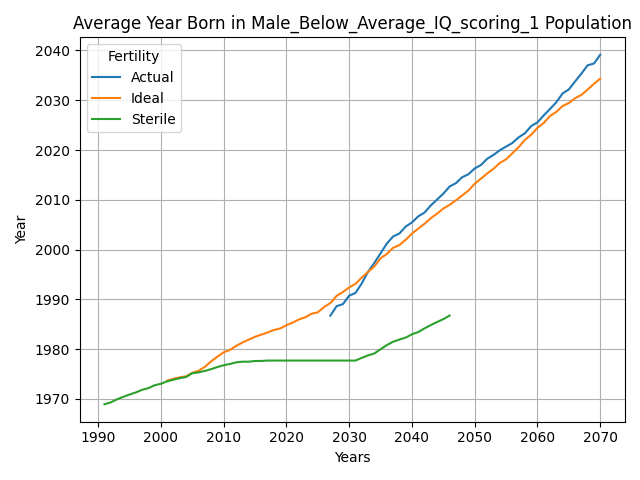 Average Year Born in Male_Below_Average_IQ_scoring_1 Population
Fertility
Actual
Ideal
Sterile
2040
2030
2020
2010
2000
1990
1980
1970
Year
1990 2000 2010 2020 2030 2040 2050 2060 2070
Years